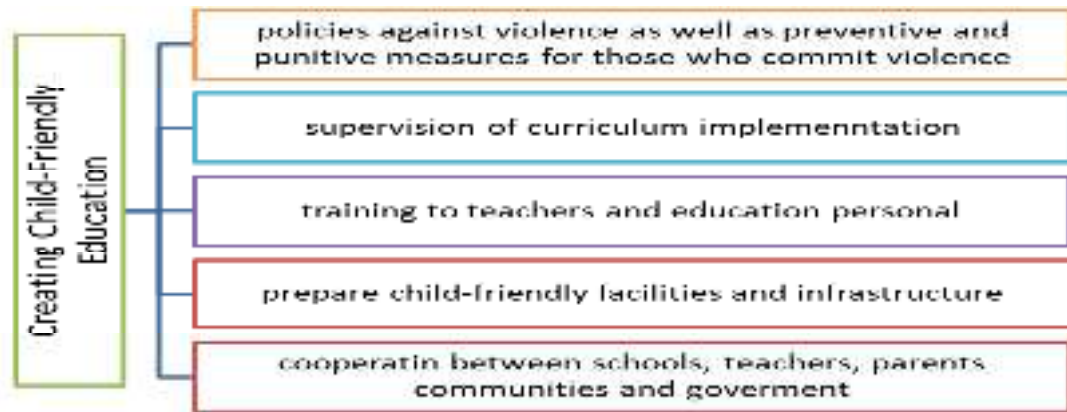 Creating Child-Friendly
Education
policies against violence as well as preventive and
punitive measures for those who commit violence
supervision of curriculum implemenntation
training to teachers and education personal
prepare child-friendly facilities and infrastructure
cooperatin between schools, teachers, parents
communities and goverment